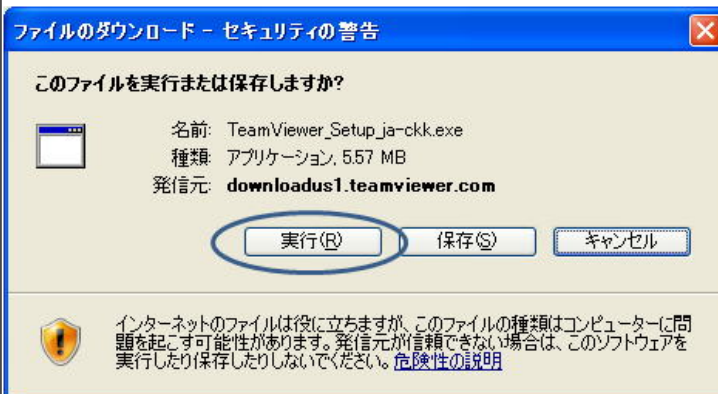 ファイルのダウンロード - セキュリティの警告
このファイルを実行または保存しますか?
名前: TeamViewer_Setup_ja-ckk.exe
種類: アプリケーション, 5.57 MB
発信元: downloadus1.teamviewer.com
実行(R) 保存(S) キャンセル
インターネットのファイルは役に立ちますが、このファイルの種類はコンピューターに問
題を起こす可能性があります。発信元が信頼できない場合は、このソフトウェアを
実行したり保存したりしないでください。危険性の説明